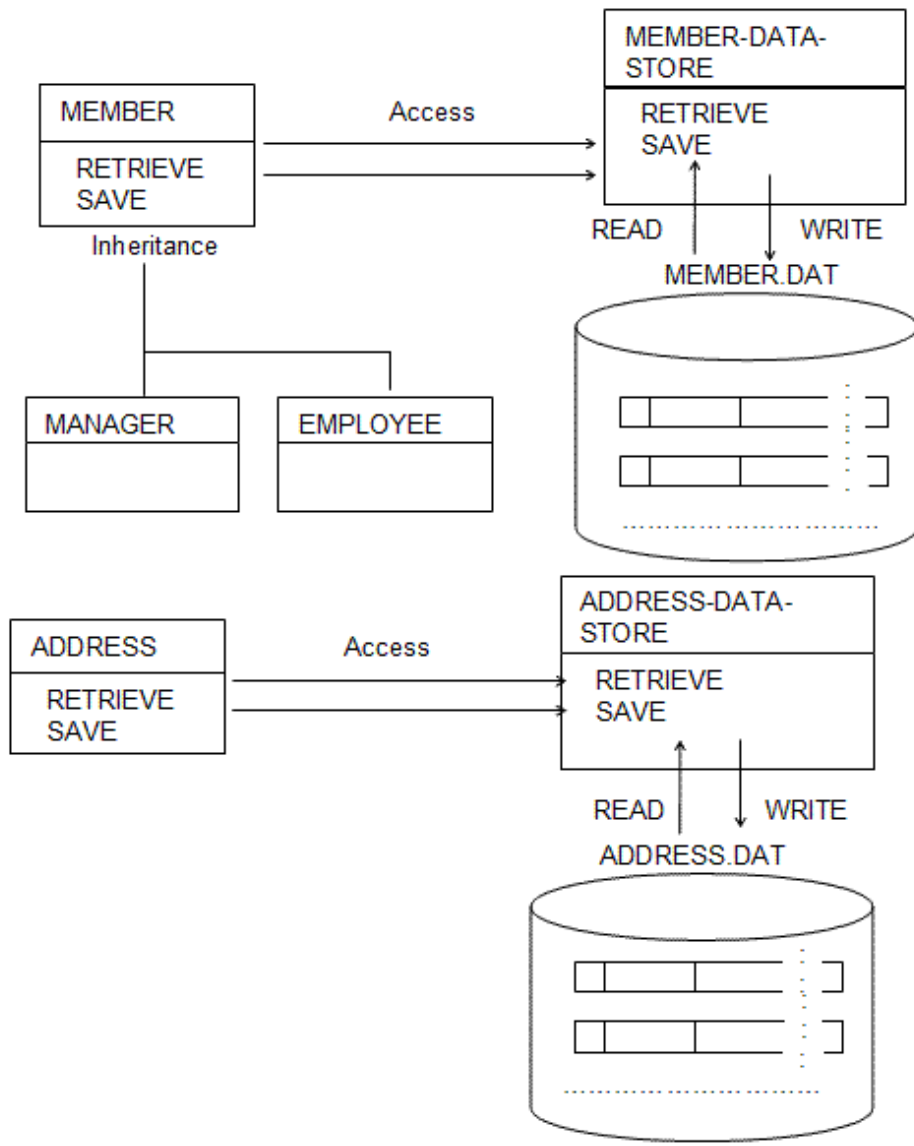 MEMBER-DATA-
STORE
RETRIEVE
SAVE
MEMBER
RETRIEVE
SAVE
Access
Inheritance
READ
WRITE
MEMBER.DAT
MANAGER
EMPLOYEE
ADDRESS-DATA-
STORE
RETRIEVE
SAVE
ADDRESS
RETRIEVE
SAVE
Access
READ
WRITE
ADDRESS.DAT